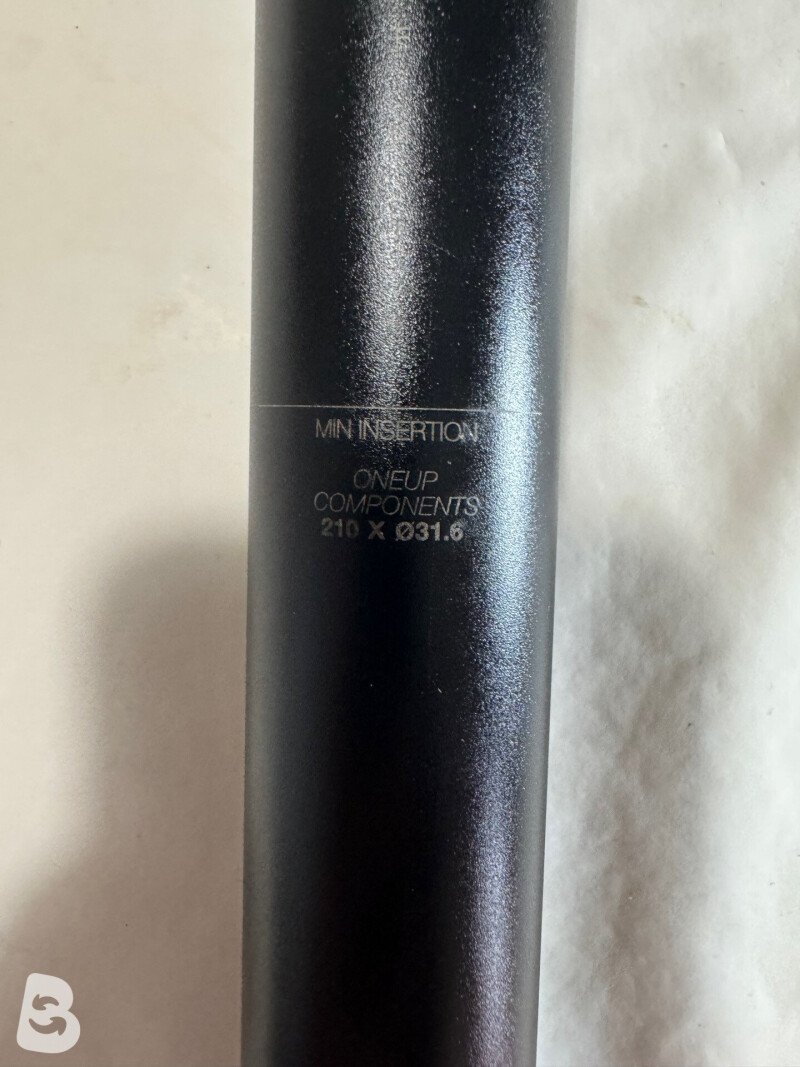 MIN INSERTION
ONEUP
COMPONENTS
210 X Ø31.6